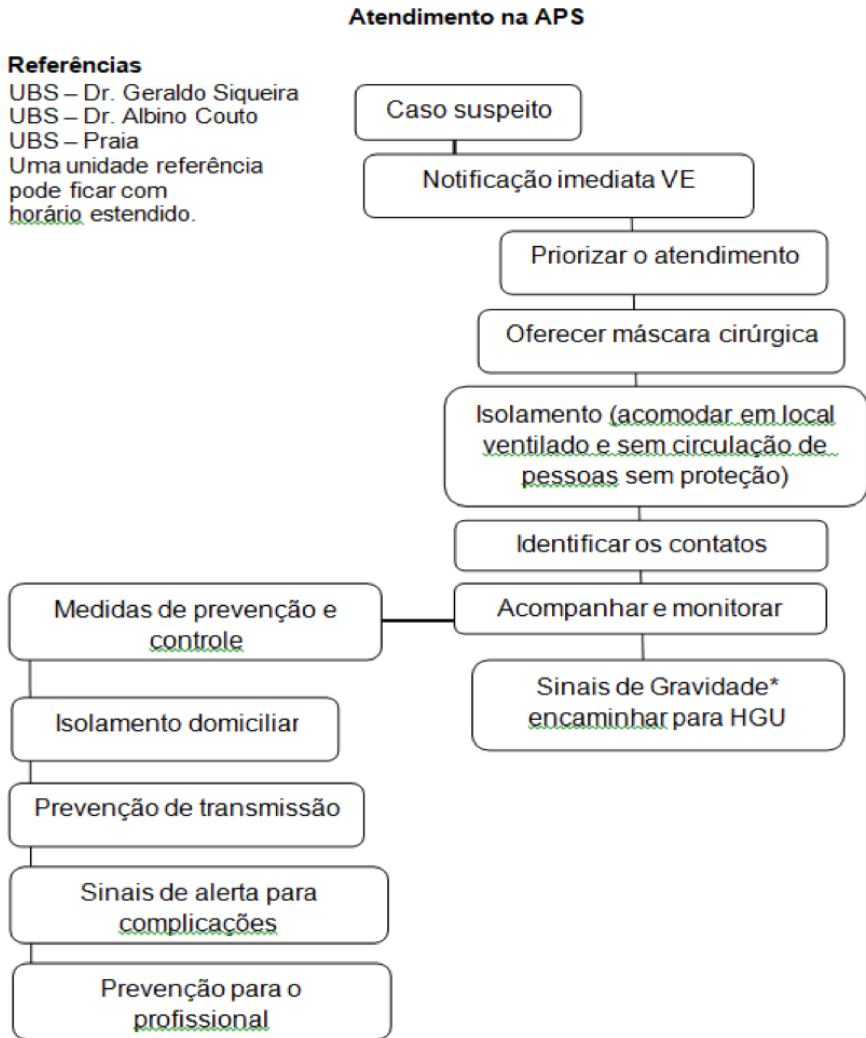 Atendimento na APS
Referências
UBS – Dr. Geraldo Siqueira
UBS – Dr. Albino Couto
UBS – Praia
Uma unidade referência
pode ficar com
horário estendido.
Caso suspeito
Notificação imediata VE
Priorizar o atendimento
Oferecer máscara cirúrgica
Isolamento (acomodar em local
ventilado e sem circulação de
pessoas sem proteção)
Identificar os contatos
Acompanhar e monitorar
Sinais de Gravidade*
encaminhar para HGU
Medidas de prevenção e
controle
Isolamento domiciliar
Prevenção de transmissão
Sinais de alerta para
complicações
Prevenção para o
profissional